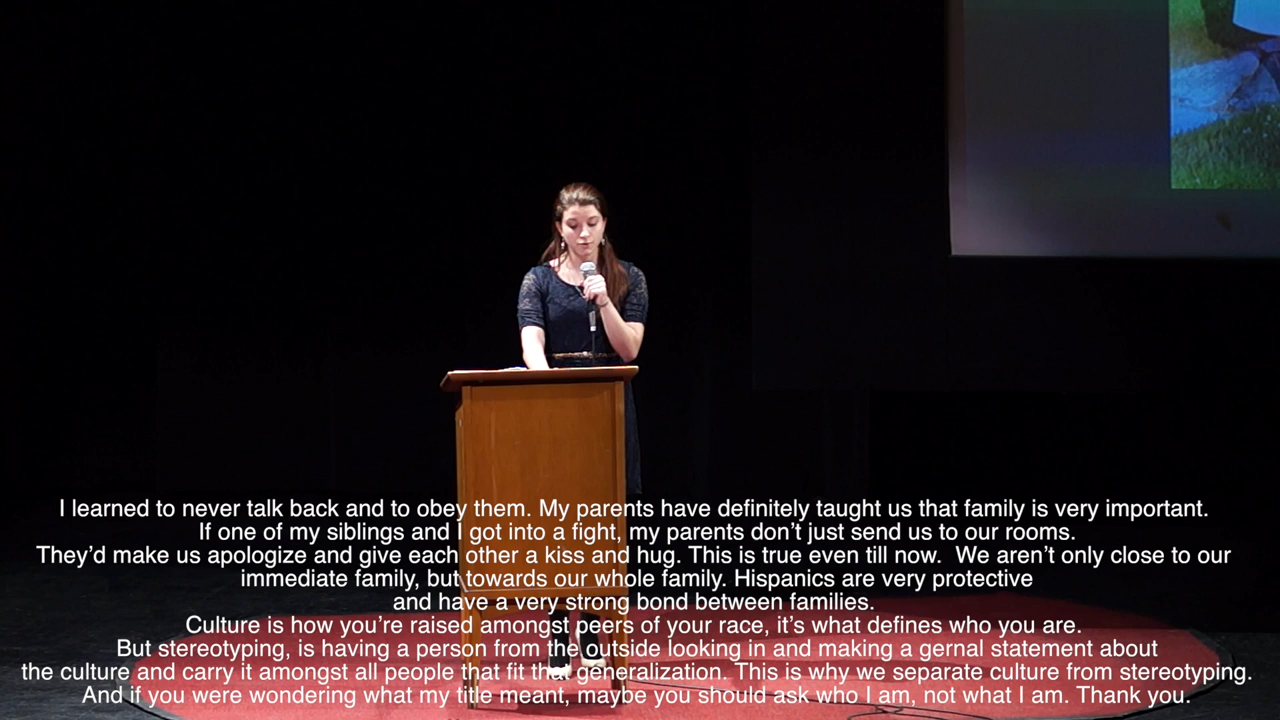 I learned to never talk back and to obey them. My parents have definitely taught us that family is very important.
If one of my siblings and I got into a fight, my parents don't just send us to our rooms.
They'd make us apologize and give each other a kiss and hug. This is true even till now.  We aren't only close to our
immediate family, but towards our whole family. Hispanics are very protective
and have a very strong bond between families.
Culture is how you're raised amongst peers of your race, it's what defines who you are.
But stereotyping, is having a person from the outside looking in and making a gernal statement about
the culture and carry it amongst all people that fit that generalization. This is why we separate culture from stereotyping.
And if you were wondering what my title meant, maybe you should ask who I am, not what I am. Thank you.